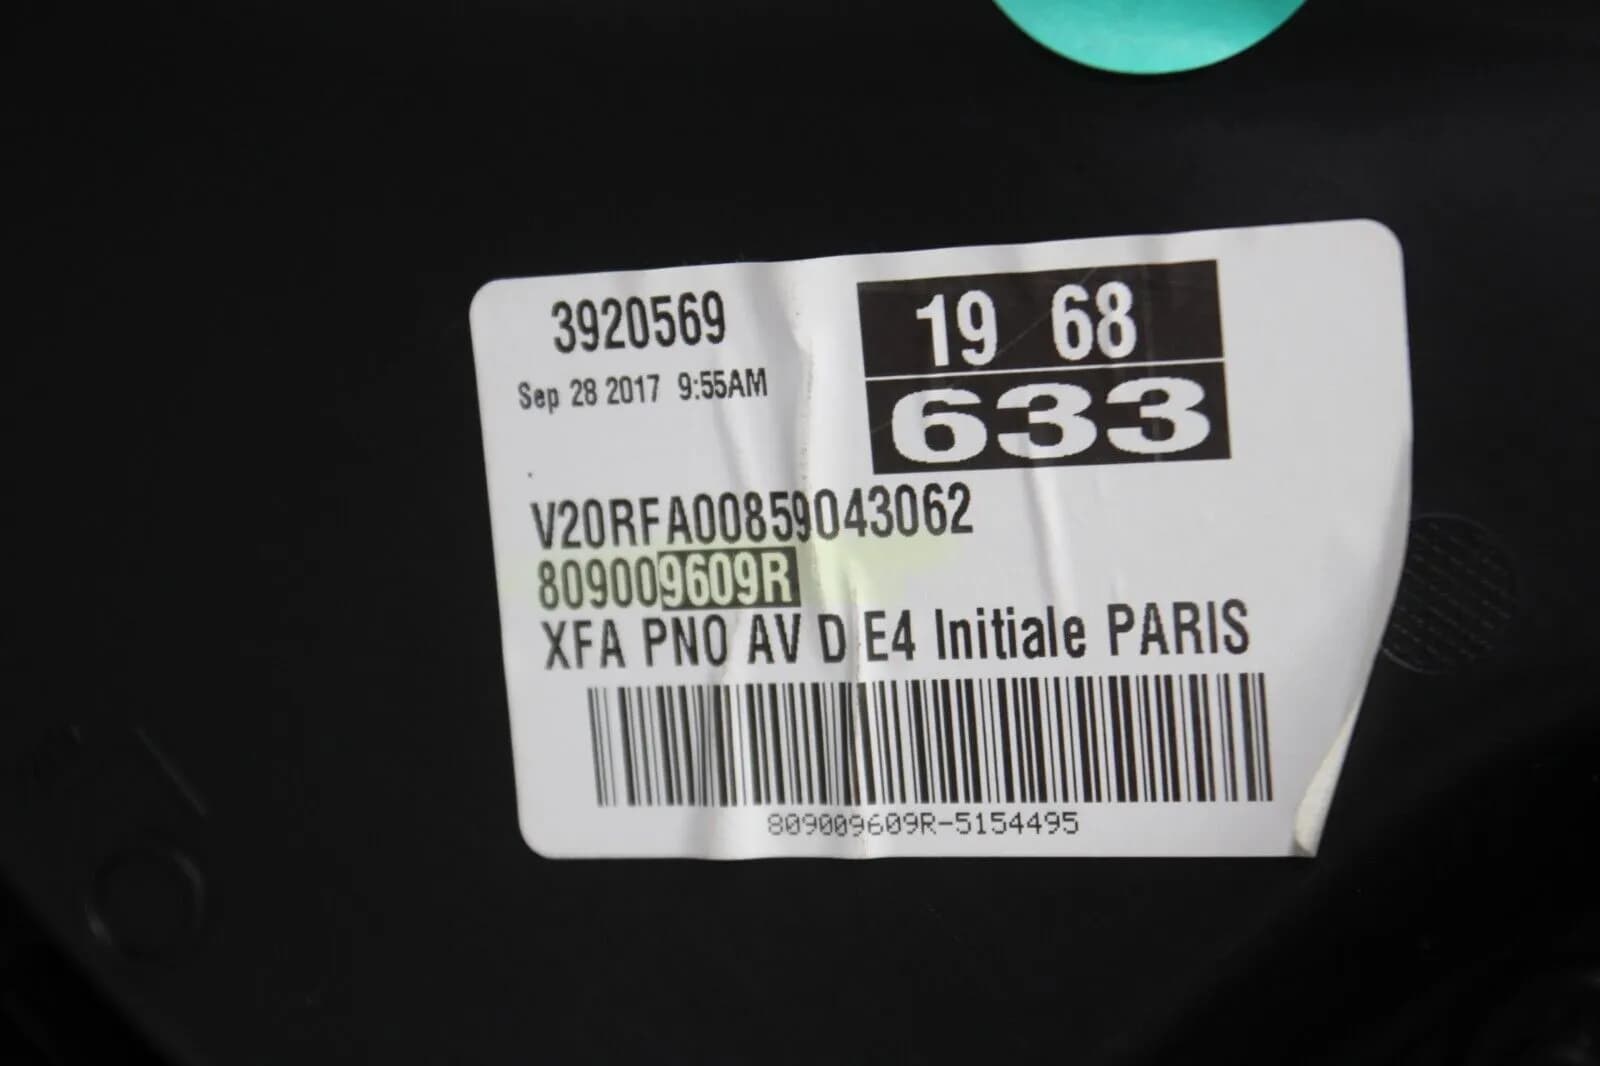 3920569
19 68
Sep 28 2017 9:55AM
633
V20RFA00859043062
809009609R
XFA PNO AV D E4 Initiale PARIS
809009609R-5154495